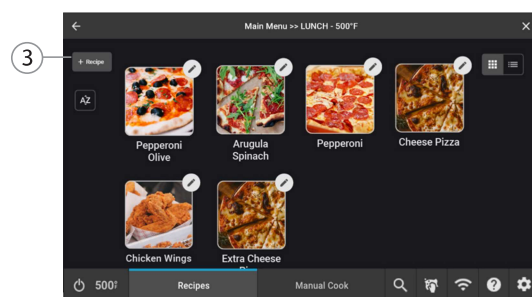 Main Menu >> LUNCH - 500°F
3
+ Recipe
AZ
Pepperoni
Olive
Arugula
Spinach
Pepperoni
Cheese Pizza
Chicken Wings
Extra Cheese
500°F
Recipes
Manual Cook